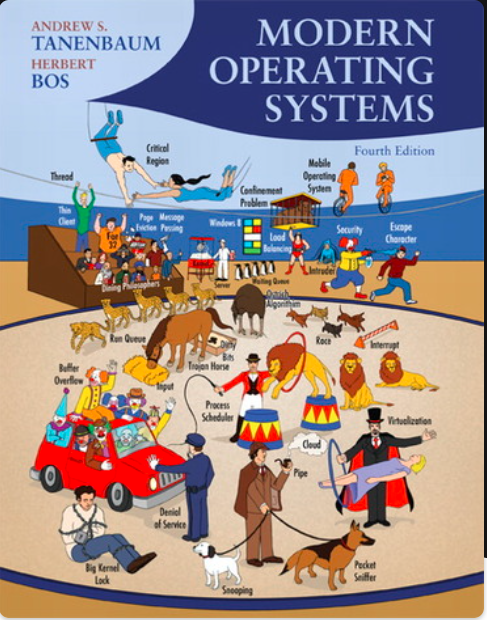 ANDREW S.
TANENBAUM
HERBERT
BOS
MODERN
OPERATING
SYSTEMS
Fourth Edition
Critical
Region
Thread
Mobile
Operating
System
Confinement
Problem
Thin
Client
Page
Eviction
Message
Passing
Windows 8
Load
Balancing
Security
Escape
Character
32
Dining Philosophers
Server
Waiting Queue
Intruder
Ostrich
Algorithm
Run Queue
Dirty
Bits
Trojan Horse
Race
Interrupt
Buffer
Overflow
Input
Process
Scheduler
Virtualization
Cloud
Pipe
Denial
of Service
Big Kernel
Lock
Packet
Sniffer
Snooping